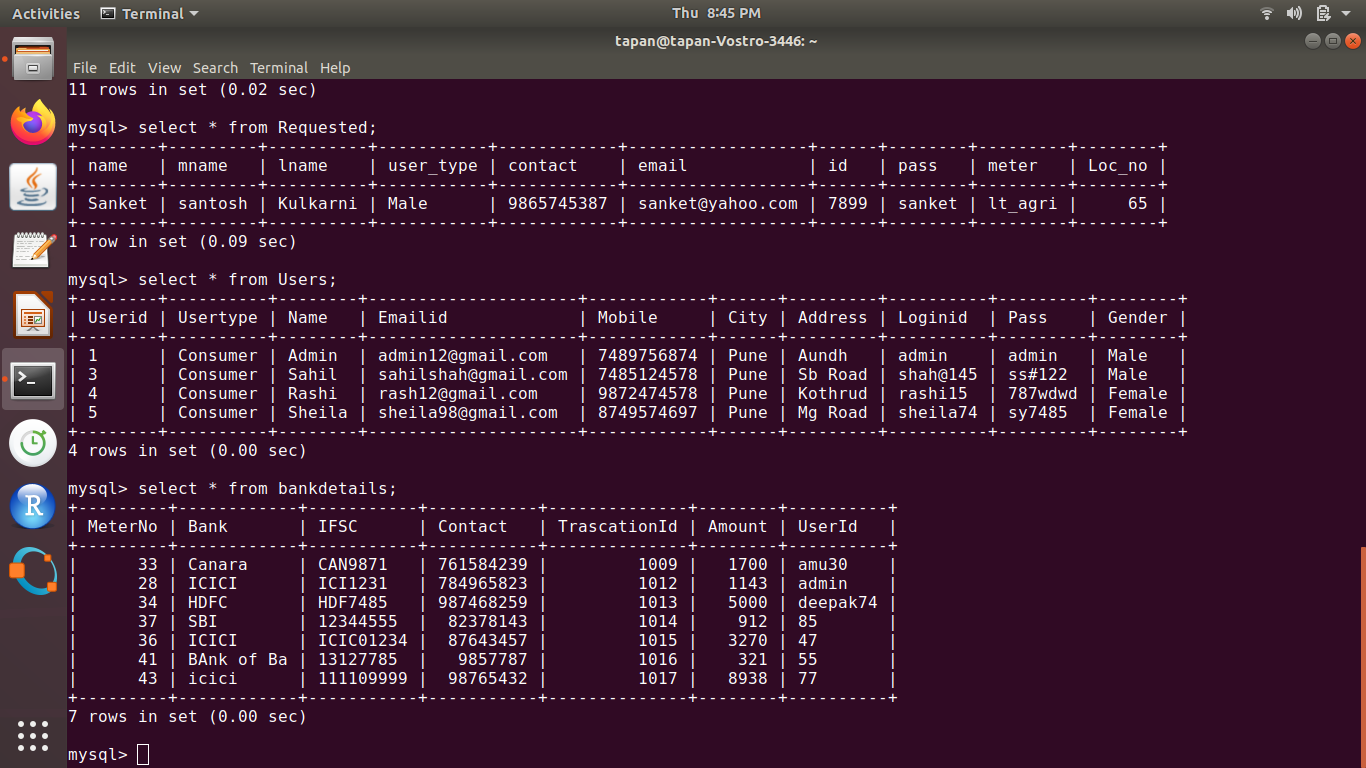 Activities Terminal Thu 8:45 PM
tapan@tapan-Vostro-3446: ~
File Edit View Search Terminal Help
11 rows in set (0.02 sec)
mysql> select * from Requested;
+--------+----------+----------+-----------+------------+------------------+------+--------+---------+--------+
| name   | mname    | lname    | user_type | contact    | email            | id   | pass   | meter   | Loc_no |
+--------+----------+----------+-----------+------------+------------------+------+--------+---------+--------+
| Sanket | santosh | Kulkarni | Male      | 9865745387 | sanket@yahoo.com | 7899 | sanket | lt_agri |     65 |
+--------+----------+----------+-----------+------------+------------------+------+--------+---------+--------+
1 row in set (0.09 sec)
mysql> select * from Users;
+--------+----------+--------+---------------------+------------+------+---------+----------+---------+--------+
| Userid | Usertype | Name   | Emailid             | Mobile     | City | Address | Loginid  | Pass    | Gender |
+--------+----------+--------+---------------------+------------+------+---------+----------+---------+--------+
| 1      | Consumer | Admin  | admin12@gmail.com   | 7489756874 | Pune | Aundh   | admin    | admin   | Male   |
| 3      | Consumer | Sahil  | sahilshah@gmail.com | 7485124578 | Pune | Sb Road | shah@145 | ss#122  | Male   |
| 4      | Consumer | Rashi  | rash12@gmail.com    | 9872474578 | Pune | Kothrud | rashi15  | 787wdwd | Female |
| 5      | Consumer | Sheila | sheila98@gmail.com  | 8749574697 | Pune | Mg Road | sheila74 | sy7485  | Female |
+--------+----------+--------+---------------------+------------+------+---------+----------+---------+--------+
4 rows in set (0.00 sec)
mysql> select * from bankdetails;
+---------+------------+-----------+-----------+--------------+--------+----------+
| MeterNo | Bank       | IFSC      | Contact   | TrascationId | Amount | UserId   |
+---------+------------+-----------+-----------+--------------+--------+----------+
|      33 | Canara     | CAN9871   | 761584239 |         1009 |   1700 | amu30    |
|      28 | ICICI      | ICI1231   | 784965823 |         1012 |   1143 | admin    |
|      34 | HDFC       | HDF7485   | 987468259 |         1013 |   5000 | deepak74 |
|      37 | SBI        | 12344555  |  82378143 |         1014 |    912 | 85       |
|      36 | ICICI      | ICIC01234 |  87643457 |         1015 |   3270 | 47       |
|      41 | BAnk of Ba | 13127785  |   9857787 |         1016 |    321 | 55       |
|      43 | icici      | 111109999 |  98765432 |         1017 |   8938 | 77       |
+---------+------------+-----------+-----------+--------------+--------+----------+
7 rows in set (0.00 sec)
mysql>